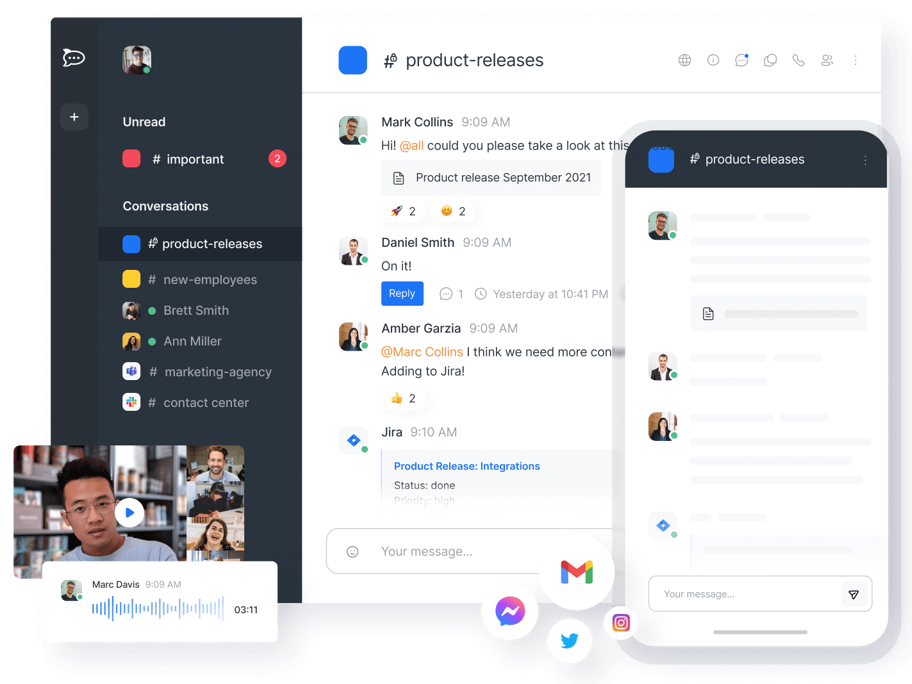 Unread
# important
2
Conversations
product-releases
# new-employees
Brett Smith
Ann Miller
# marketing-agency
# contact center
product-releases
Mark Collins 9:09 AM
Hi! @all could you please take a look at this
Product release September 2021
2 2
Daniel Smith 9:09 AM
On it!
Reply 1 Yesterday at 10:41 PM
Amber Garzia 9:09 AM
@Marc Collins I think we need more
Adding to Jira!
2
Jira 9:10 AM
Product Release: Integrations
Status: done
Priority: high
Your message...
Marc Davis 9:09 AM
03:11
product-releases
Your message...